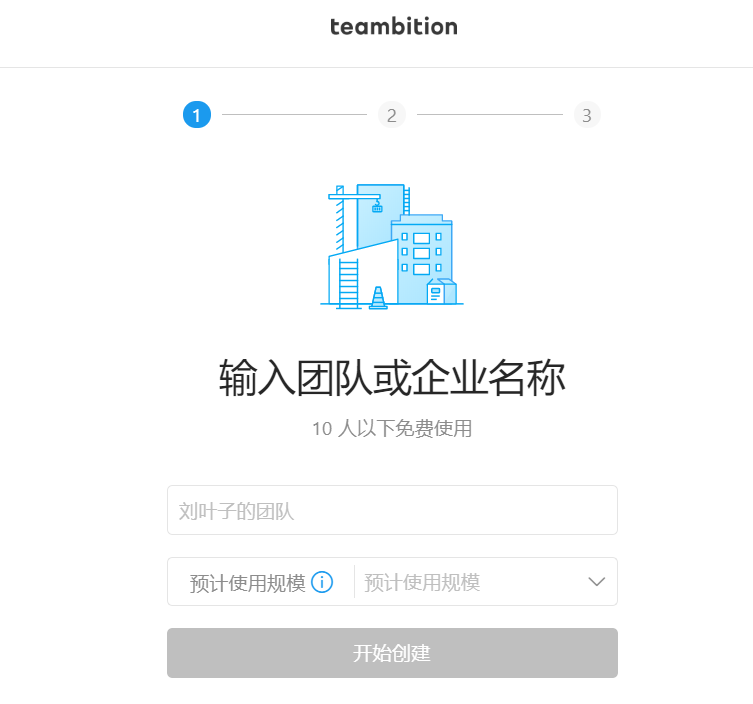 teambition
1
2
3
输入团队或企业名称
10 人以下免费使用
刘叶子的团队
预计使用规模 i 预计使用规模
开始创建